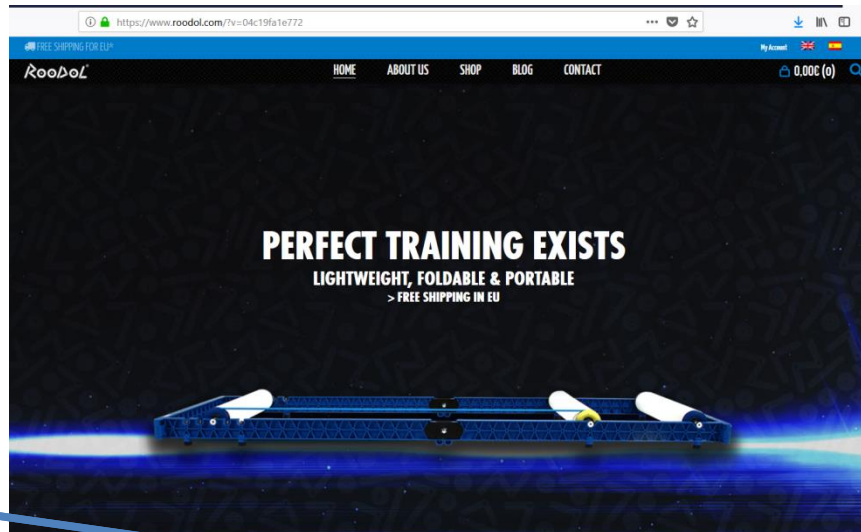 https://www.roodol.com/?v=04c19fa1e772
FREE SHIPPING FOR EU*
My Account
RooDoL
HOME ABOUT US SHOP BLOG CONTACT
0,00€ (0)
PERFECT TRAINING EXISTS
LIGHTWEIGHT, FOLDABLE & PORTABLE
> FREE SHIPPING IN EU